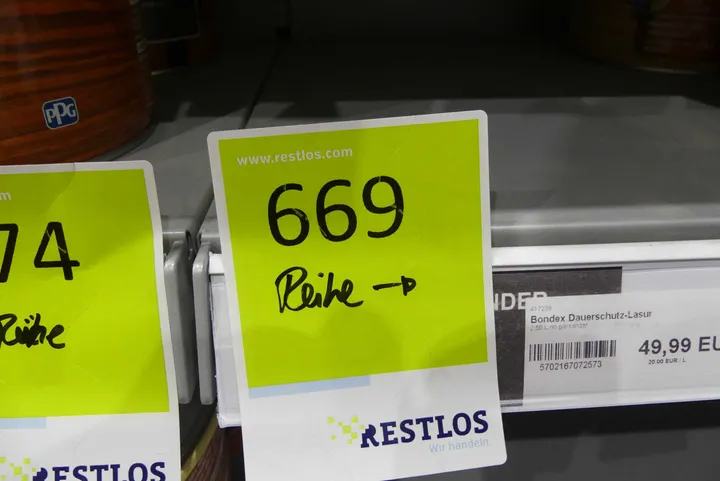 PPG
m
74
Reihe
RESTLOS
www.restlos.com
669
Reihe →
RESTLOS
Wir handeln.
NDER
Bondex Dauerschutz-Lasur
5702167072573
49,99 EU
20.00 EUR / L